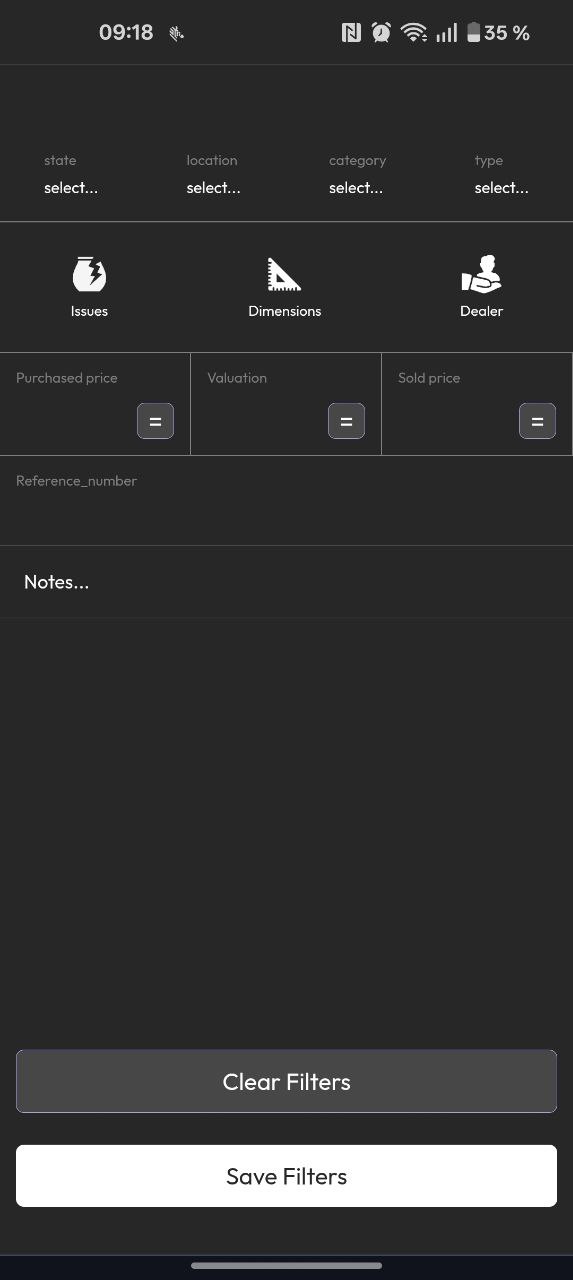 09:18 35 %
state location category type
select... select... select... select...
Issues Dimensions Dealer
Purchased price Valuation Sold price
= = =
Reference_number
Notes...
Clear Filters
Save Filters